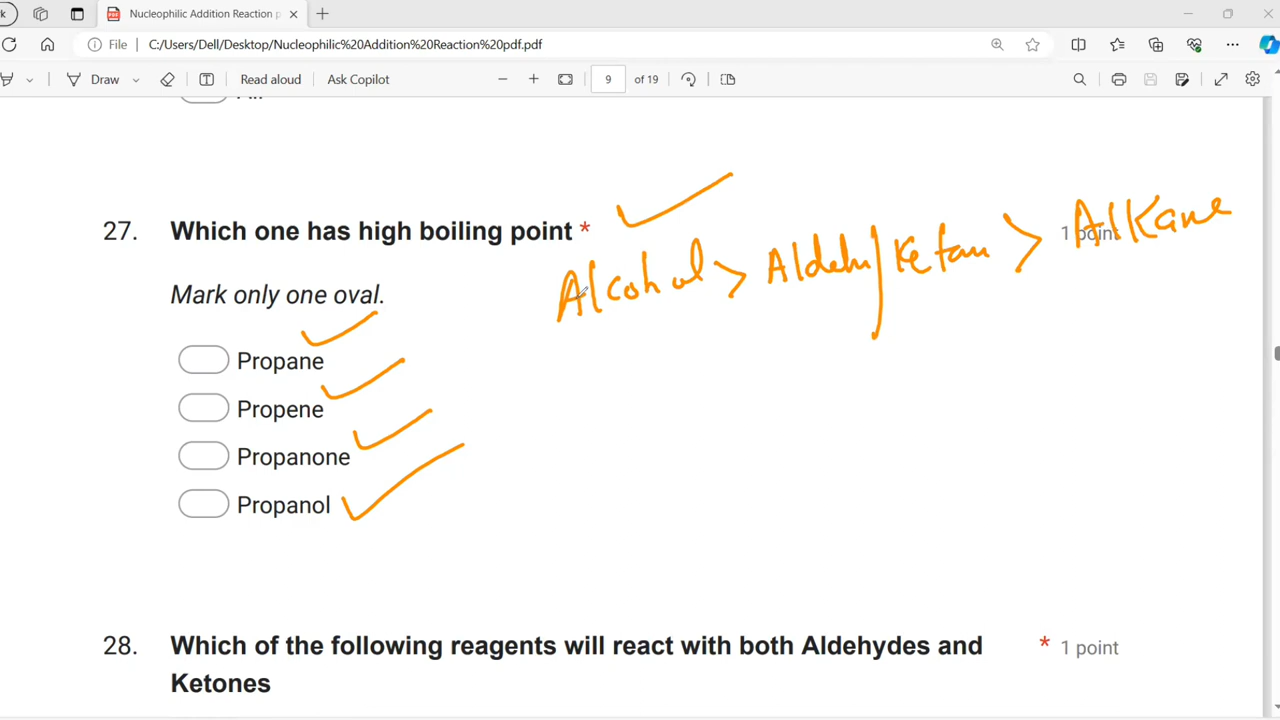 Nucleophilic Addition Reaction p
File C:/Users/Dell/Desktop/Nucleophilic%20Addition%20Reaction%20pdf.pdf
Draw Read aloud Ask Copilot 9 of 19
27. Which one has high boiling point * 1 point
Alcohol > Aldehy/Ketan > Alkane
Mark only one oval.
Propane
Propene
Propanone
Propanol
28. Which of the following reagents will react with both Aldehydes and * 1 point
Ketones